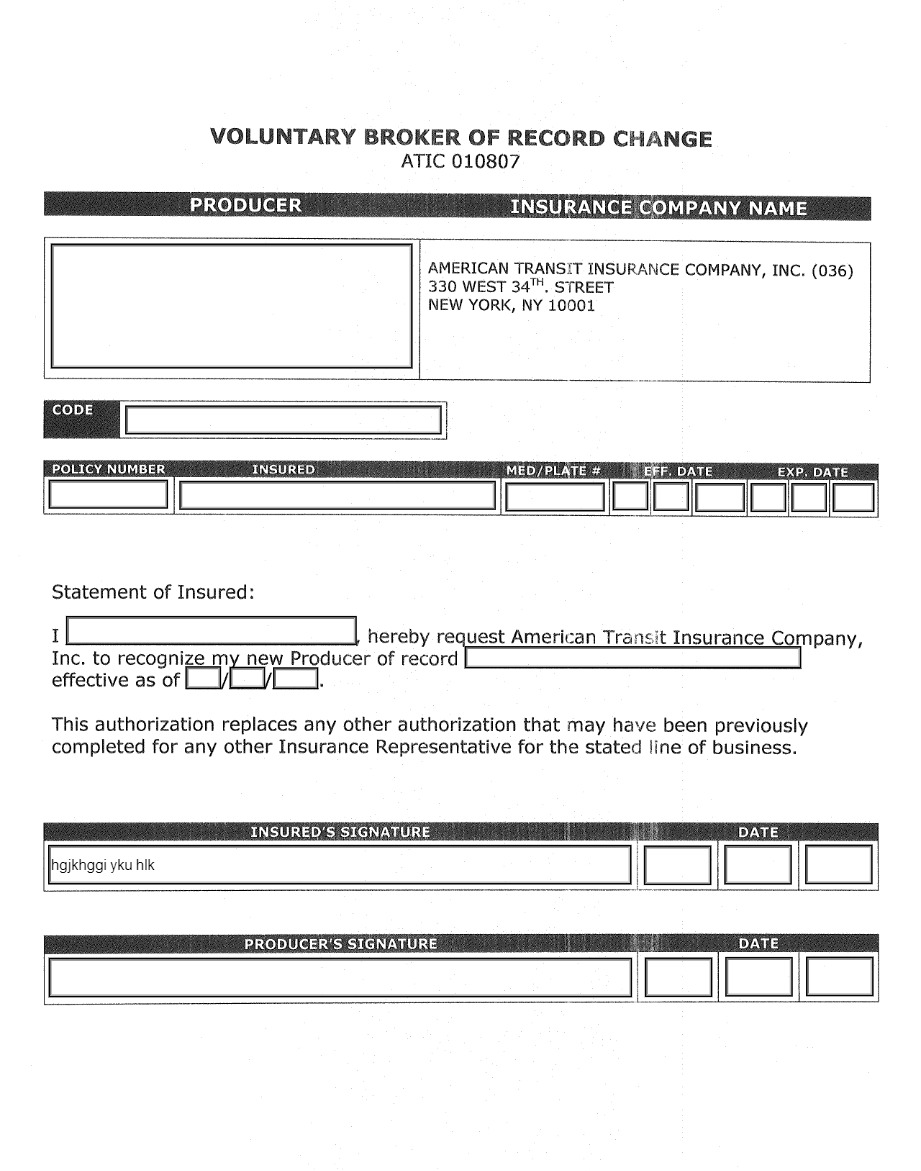 VOLUNTARY BROKER OF RECORD CHANGE
ATIC 010807
PRODUCER INSURANCE COMPANY NAME
AMERICAN TRANSIT INSURANCE COMPANY, INC. (036)
330 WEST 34TH. STREET
NEW YORK, NY 10001
CODE
POLICY NUMBER INSURED MED/PLATE # EFF. DATE EXP. DATE
Statement of Insured:
I , hereby request American Transit Insurance Company,
Inc. to recognize my new Producer of record
effective as of / / .
This authorization replaces any other authorization that may have been previously
completed for any other Insurance Representative for the stated line of business.
INSURED'S SIGNATURE DATE
hgjkhggi yku hlk
PRODUCER'S SIGNATURE DATE